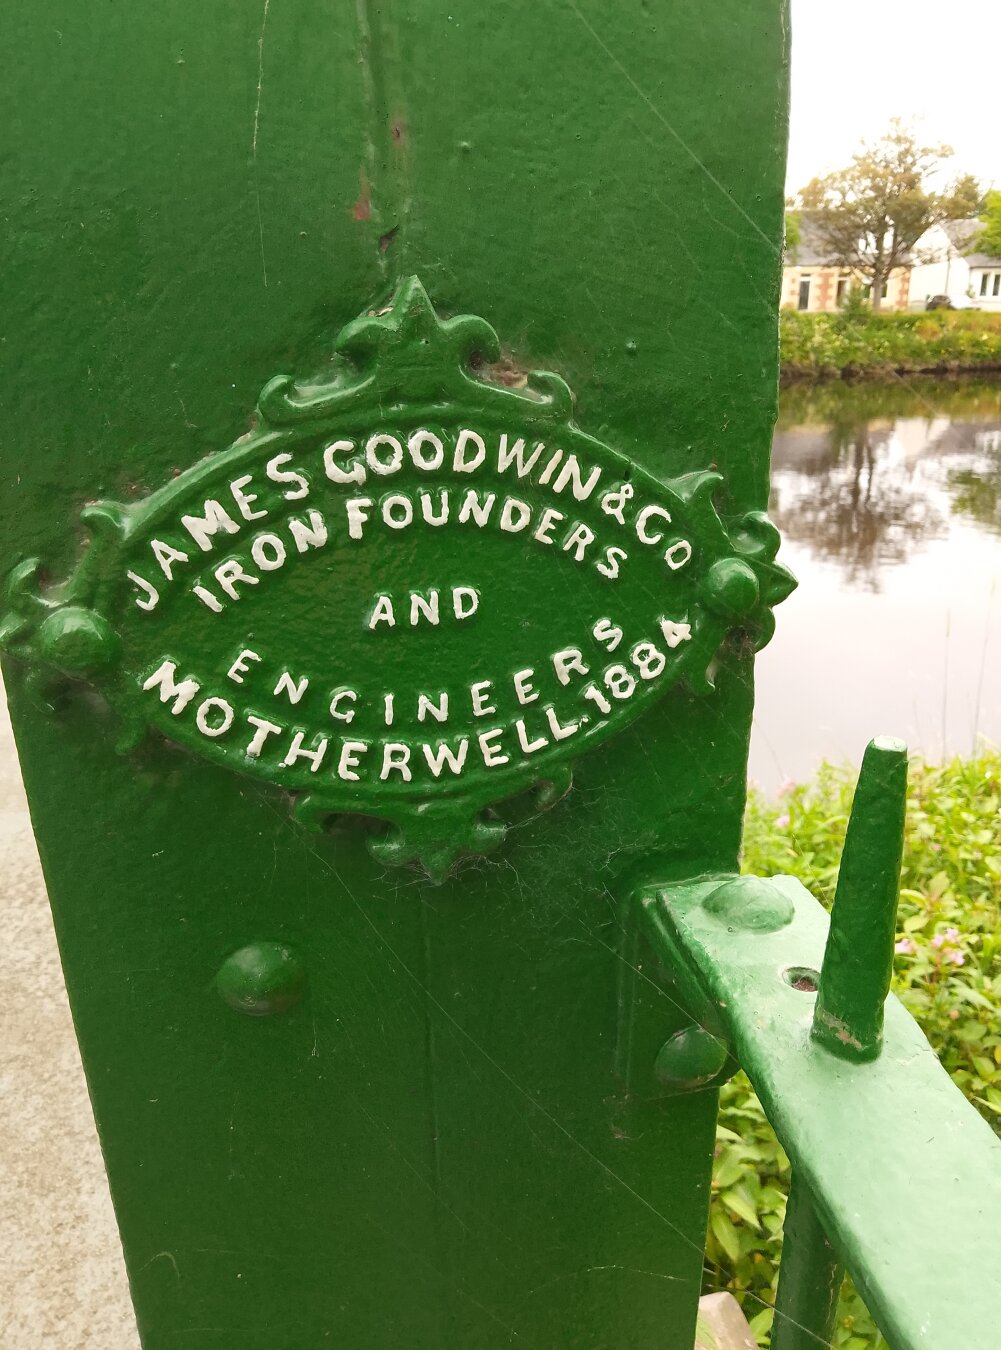 JAMES GOODWIN & CO
IRON FOUNDERS
AND
ENGINEERS
MOTHERWELL. 1884